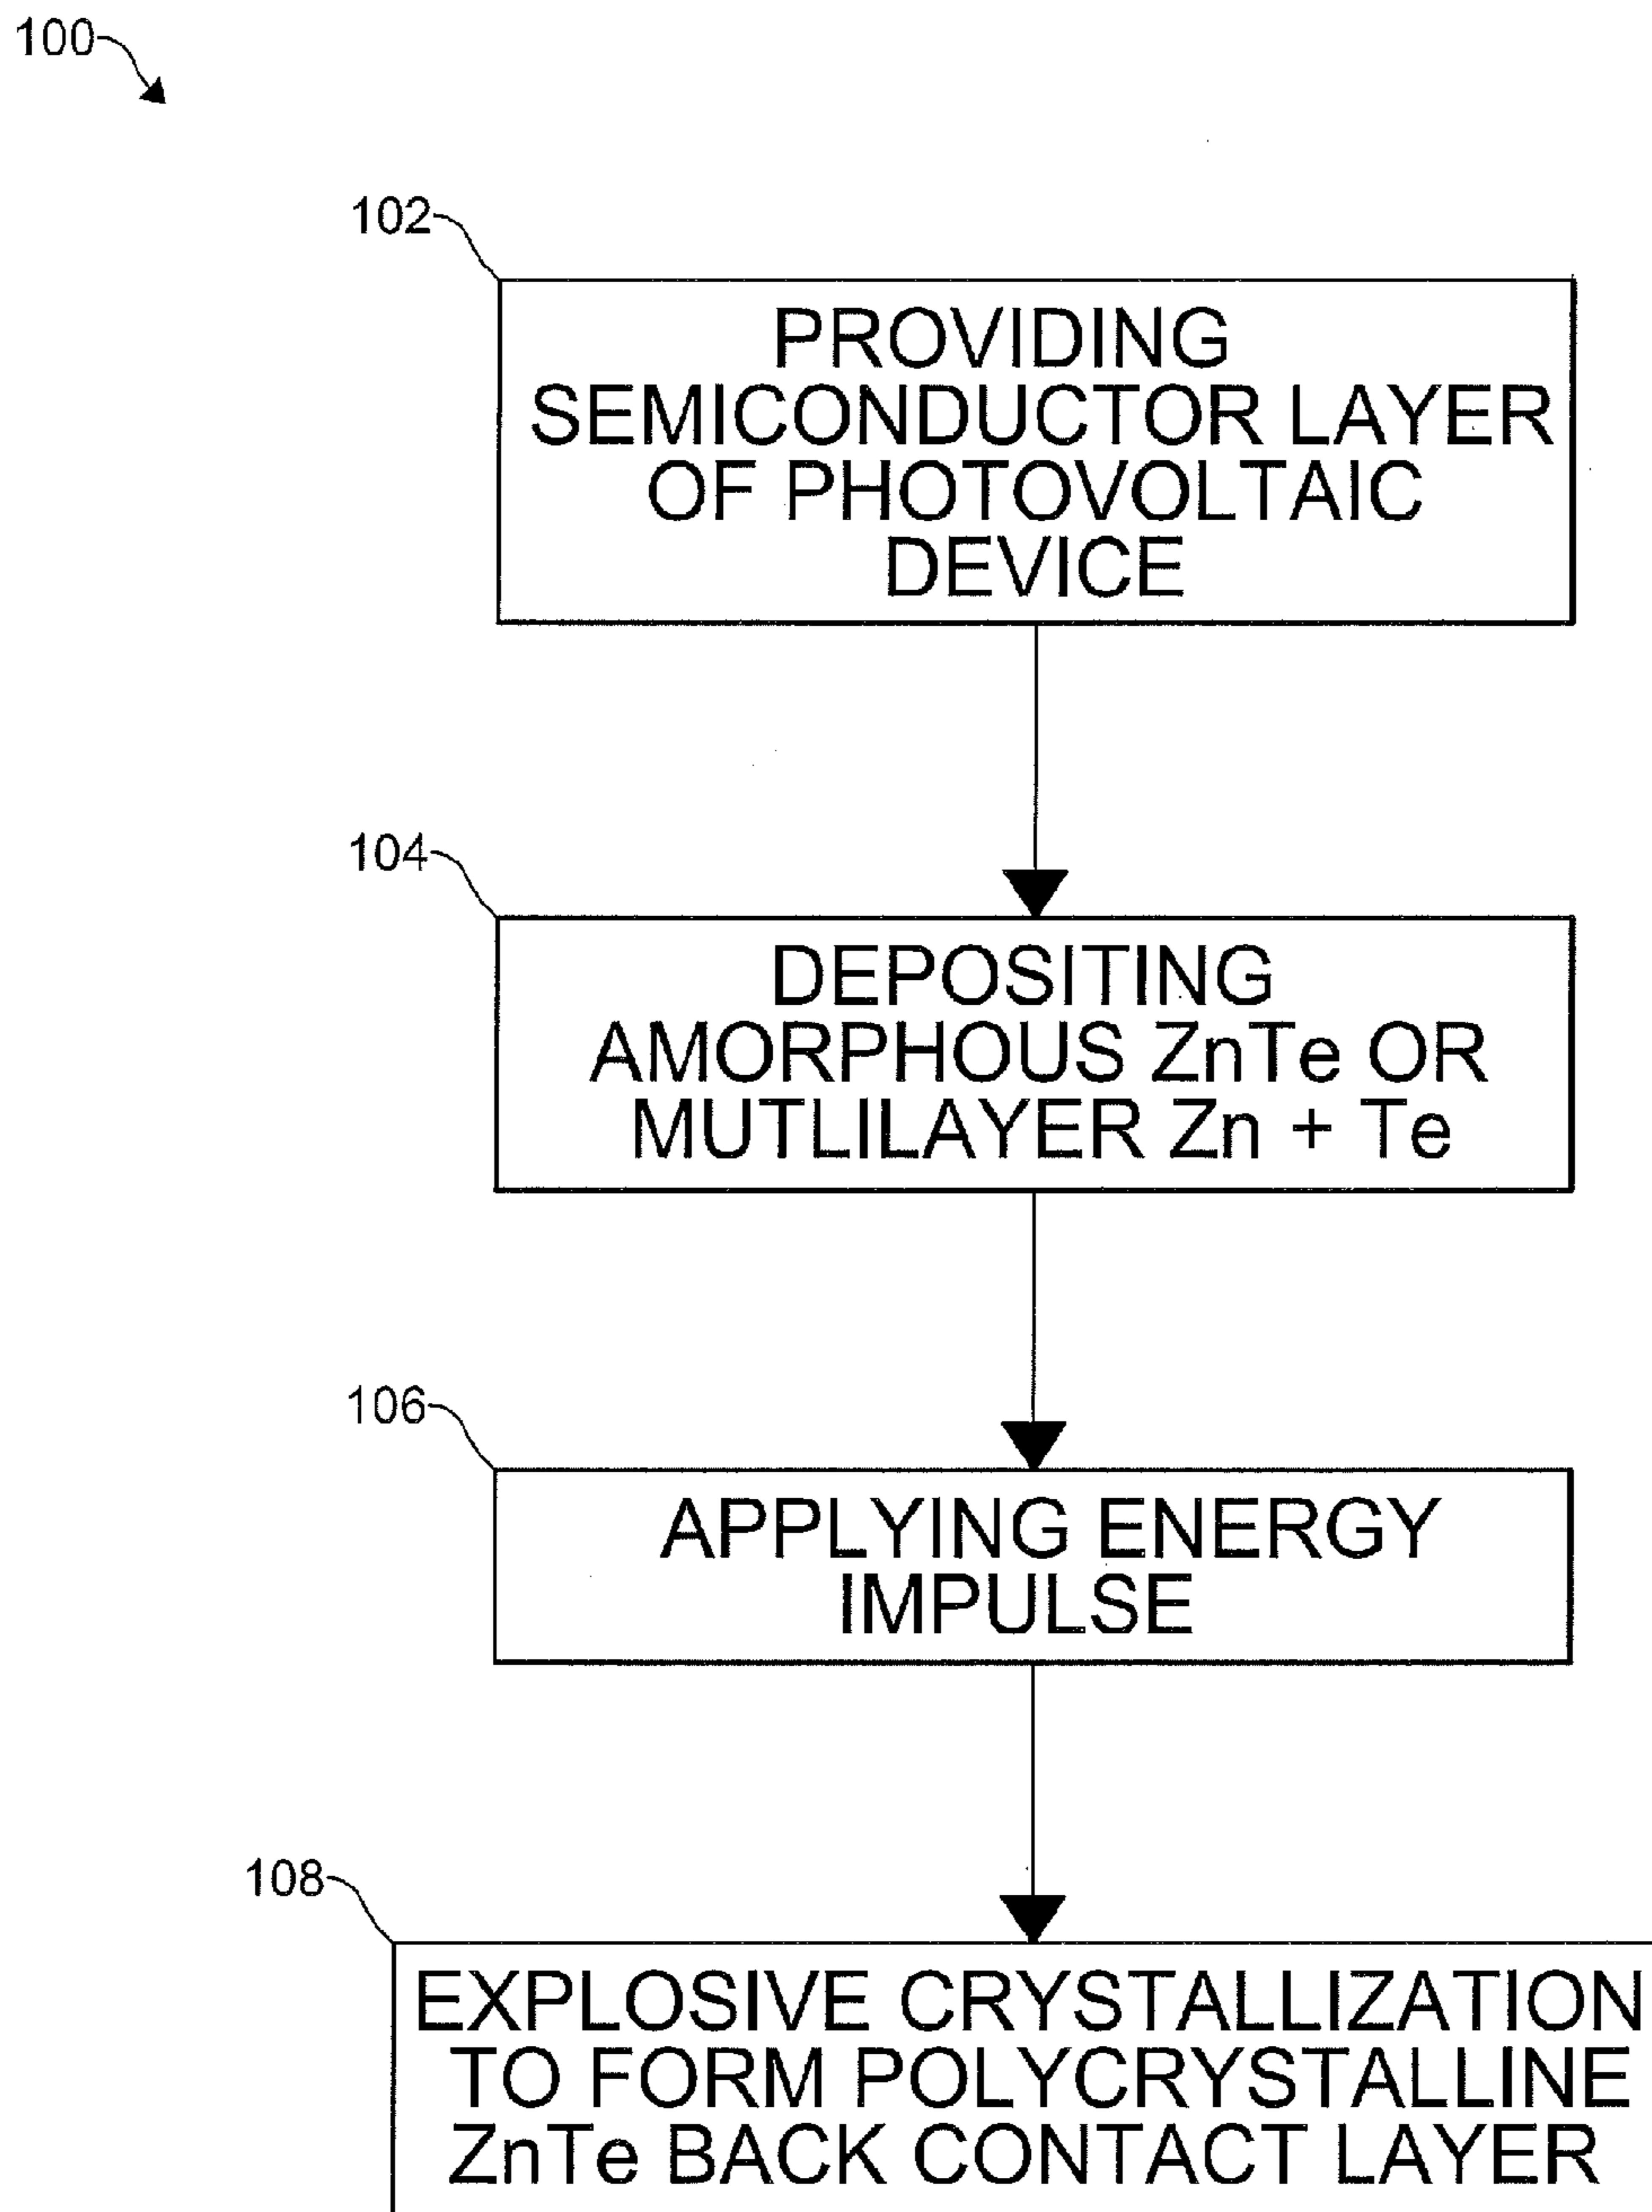 100
102
PROVIDING
SEMICONDUCTOR LAYER
OF PHOTOVOLTAIC
DEVICE
104
DEPOSITING
AMORPHOUS ZnTe OR
MUTLILAYER Zn + Te
106
APPLYING ENERGY
IMPULSE
108
EXPLOSIVE CRYSTALLIZATION
TO FORM POLYCRYSTALLINE
ZnTe BACK CONTACT LAYER